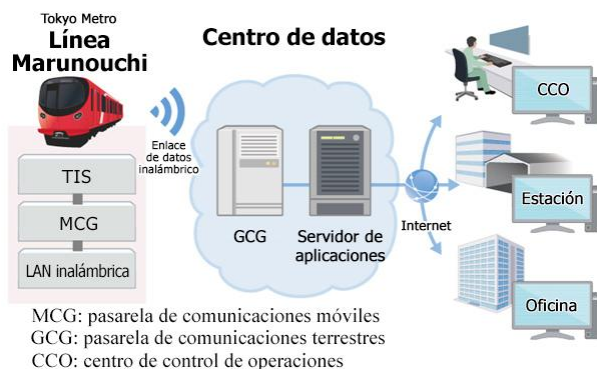 Tokyo Metro
Línea
Marunouchi
TIS
MCG
LAN inalámbrica
Enlace
de datos
inalámbrico
Centro de datos
GCG
Servidor de
aplicaciones
Internet
CCO
Estación
Oficina
MCG: pasarela de comunicaciones móviles
GCG: pasarela de comunicaciones terrestres
CCO: centro de control de operaciones